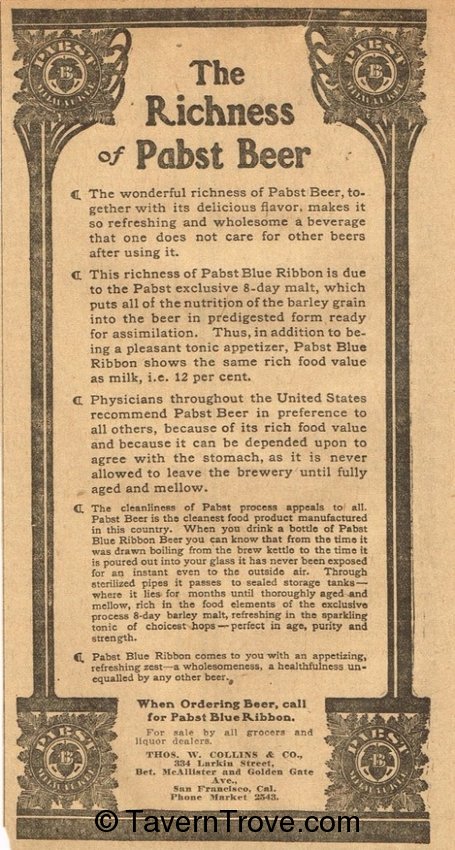 PABST
B
MILWAUKEE
PABST
B
MILWAUKEE
The
Richness
of Pabst Beer
The wonderful richness of Pabst Beer, to-
gether with its delicious flavor, makes it
so refreshing and wholesome a beverage
that one does not care for other beers
after using it.
This richness of Pabst Blue Ribbon is due
to the Pabst exclusive 8-day malt, which
puts all of the nutrition of the barley grain
into the beer in predigested form ready
for assimilation. Thus, in addition to be-
ing a pleasant tonic appetizer, Pabst Blue
Ribbon shows the same rich food value
as milk, i.e. 12 per cent.
Physicians throughout the United States
recommend Pabst Beer in preference to
all others, because of its rich food value
and because it can be depended upon to
agree with the stomach, as it is never
allowed to leave the brewery until fully
aged and mellow.
The cleanliness of Pabst process appeals to all.
Pabst Beer is the cleanest food product manufactured
in this country. When you drink a bottle of Pabst
Blue Ribbon Beer you can know that from the time it
was drawn boiling from the brew kettle to the time it
is poured out into your glass it has never been exposed
for an instant even to the outside air. Through
sterilized pipes it passes to sealed storage tanks—
where it lies for months until thoroughly aged and
mellow, rich in the food elements of the exclusive
process 8-day barley malt, refreshing in the sparkling
tonic of choicest hops—perfect in age, purity and
strength.
Pabst Blue Ribbon comes to you with an appetizing,
refreshing zest—a wholesomeness, a healthfulness un-
equalled by any other beer.
When Ordering Beer, call
for Pabst Blue Ribbon.
For sale by all grocers and
liquor dealers.
THOS. W. COLLINS & CO.,
334 Larkin Street,
Bet. McAllister and Golden Gate
Ave.,
San Francisco, Cal.
Phone Market 2543.
PABST
B
MILWAUKEE
PABST
B
MILWAUKEE
© TavernTrove.com